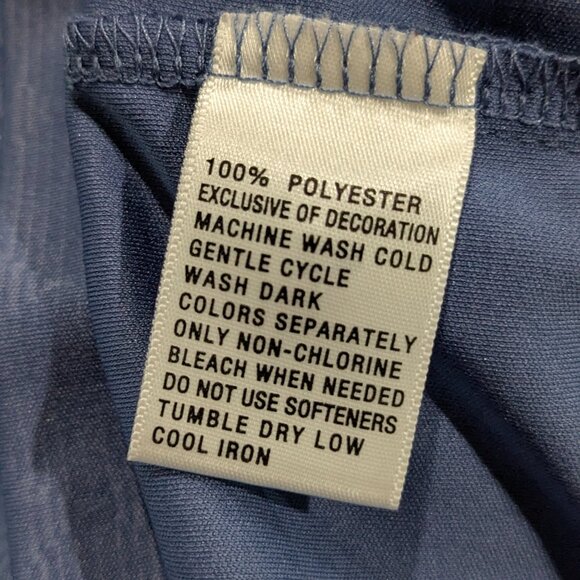 100% POLYESTER
EXCLUSIVE OF DECORATION
MACHINE WASH COLD
GENTLE CYCLE
WASH DARK
COLORS SEPARATELY
ONLY NON-CHLORINE
BLEACH WHEN NEEDED
DO NOT USE SOFTENERS
TUMBLE DRY LOW
COOL IRON